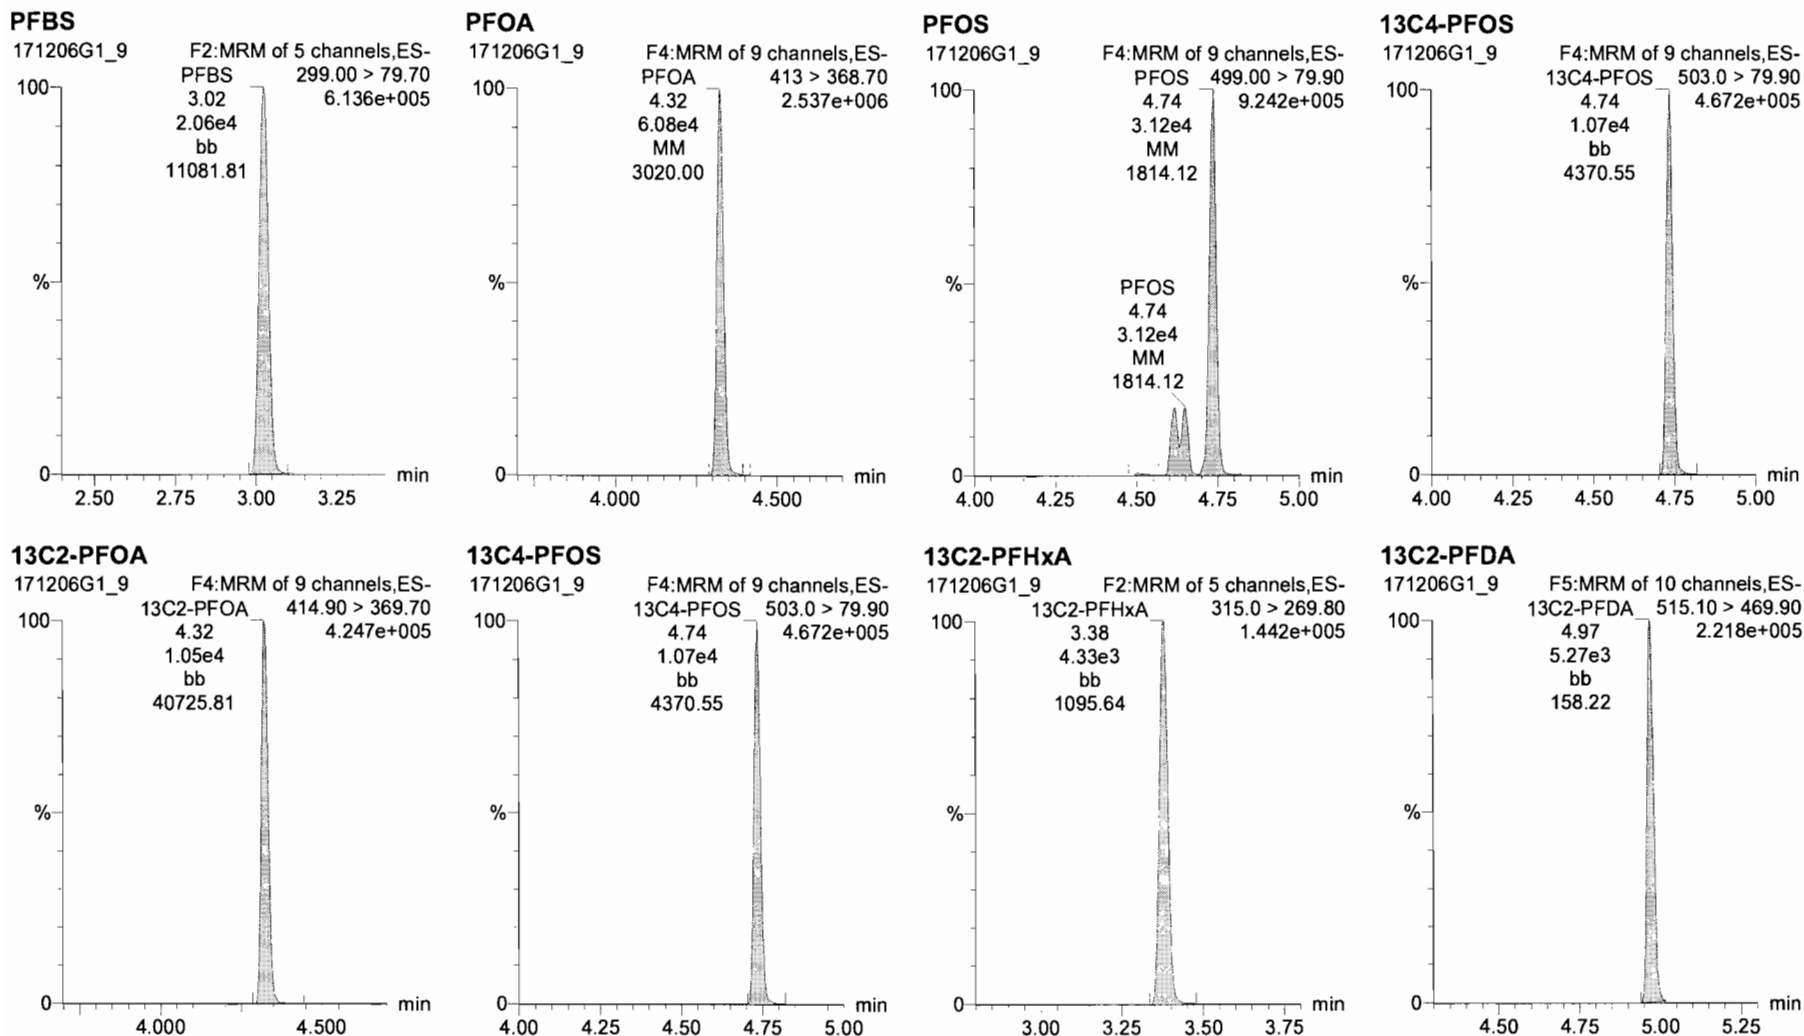 PFBS
171206G1_9 F2:MRM of 5 channels,ES-
PFBS 299.00 > 79.70
3.02 6.136e+005
2.06e4
bb
11081.81
100
%
0
min
2.50 2.75 3.00 3.25
PFOA
171206G1_9 F4:MRM of 9 channels,ES-
PFOA 413 > 368.70
4.32 2.537e+006
6.08e4
MM
3020.00
100
%
0
min
4.000 4.500
PFOS
171206G1_9 F4:MRM of 9 channels,ES-
PFOS 499.00 > 79.90
4.74 9.242e+005
3.12e4
MM
1814.12
PFOS
4.74
3.12e4
MM
1814.12
100
%
0
min
4.00 4.25 4.50 4.75 5.00
13C4-PFOS
171206G1_9 F4:MRM of 9 channels,ES-
13C4-PFOS 503.0 > 79.90
4.74 4.672e+005
1.07e4
bb
4370.55
100
%
0
min
4.00 4.25 4.50 4.75 5.00
13C2-PFOA
171206G1_9 F4:MRM of 9 channels,ES-
13C2-PFOA 414.90 > 369.70
4.32 4.247e+005
1.05e4
bb
40725.81
100
%
0
min
4.000 4.500
13C4-PFOS
171206G1_9 F4:MRM of 9 channels,ES-
13C4-PFOS 503.0 > 79.90
4.74 4.672e+005
1.07e4
bb
4370.55
100
%
0
min
4.00 4.25 4.50 4.75 5.00
13C2-PFHxA
171206G1_9 F2:MRM of 5 channels,ES-
13C2-PFHxA 315.0 > 269.80
3.38 1.442e+005
4.33e3
bb
1095.64
100
%
0
min
3.00 3.25 3.50 3.75
13C2-PFDA
171206G1_9 F5:MRM of 10 channels,ES-
13C2-PFDA 515.10 > 469.90
4.97 2.218e+005
5.27e3
bb
158.22
100
%
0
min
4.50 4.75 5.00 5.25